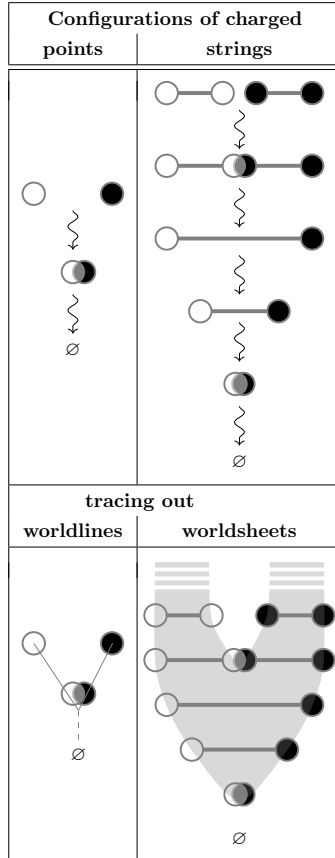 Configurations of charged
points strings
∅
∅
tracing out
worldlines worldsheets
∅
∅